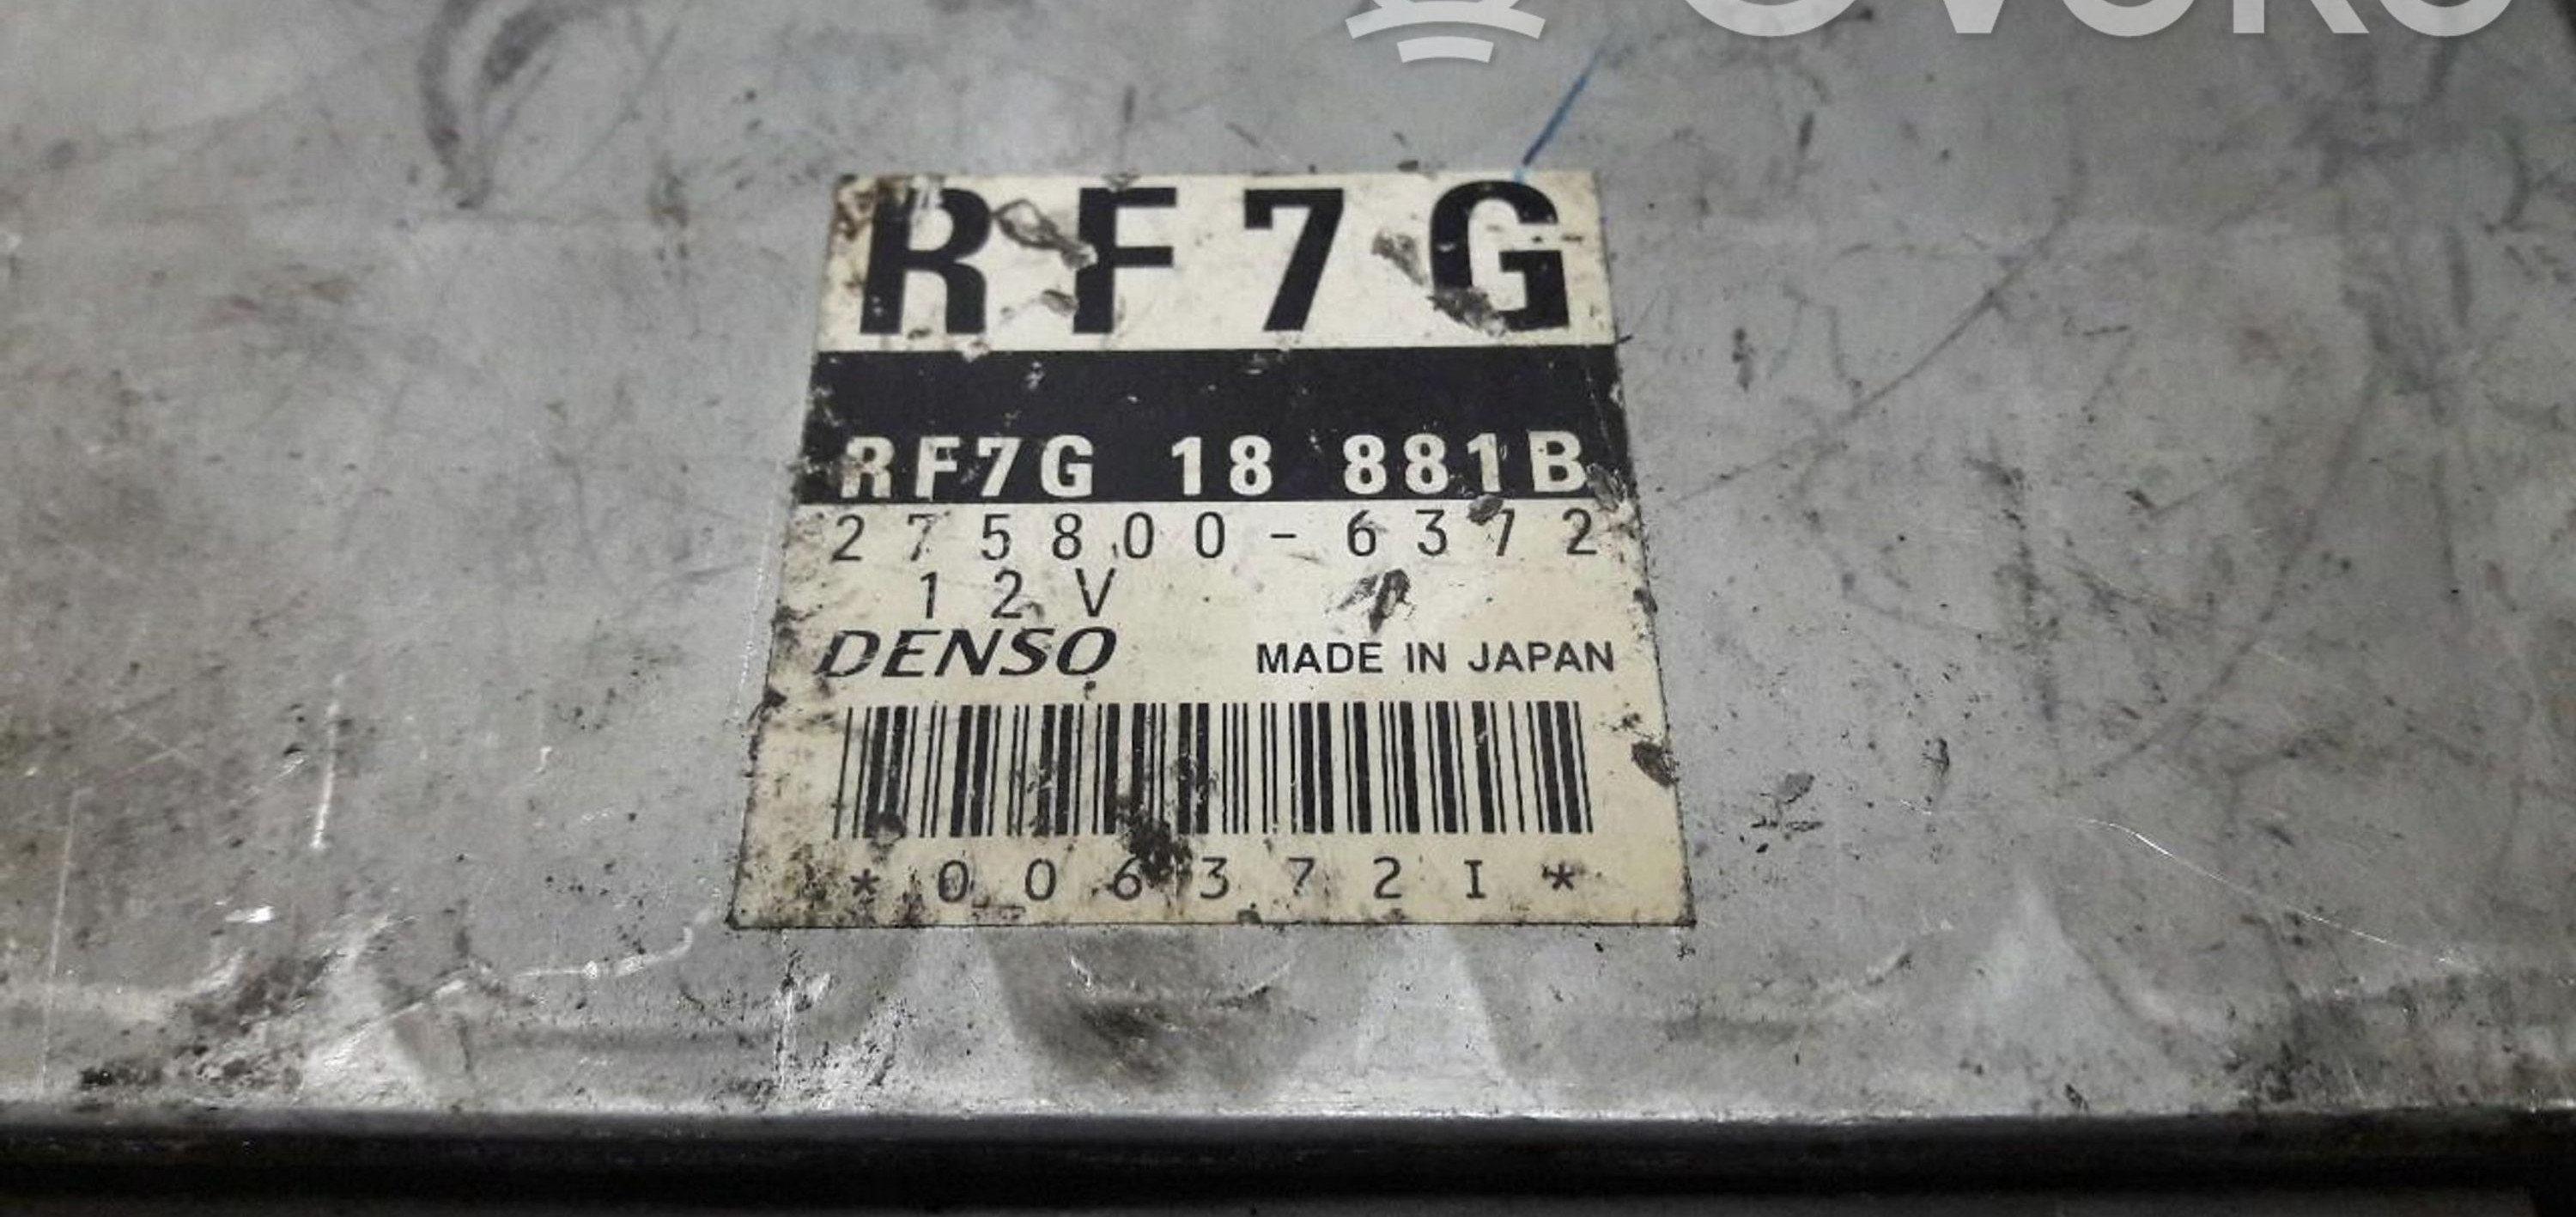 RF7G
RF7G 18 881B
275800-6372
12V
DENSO MADE IN JAPAN
*006372I*